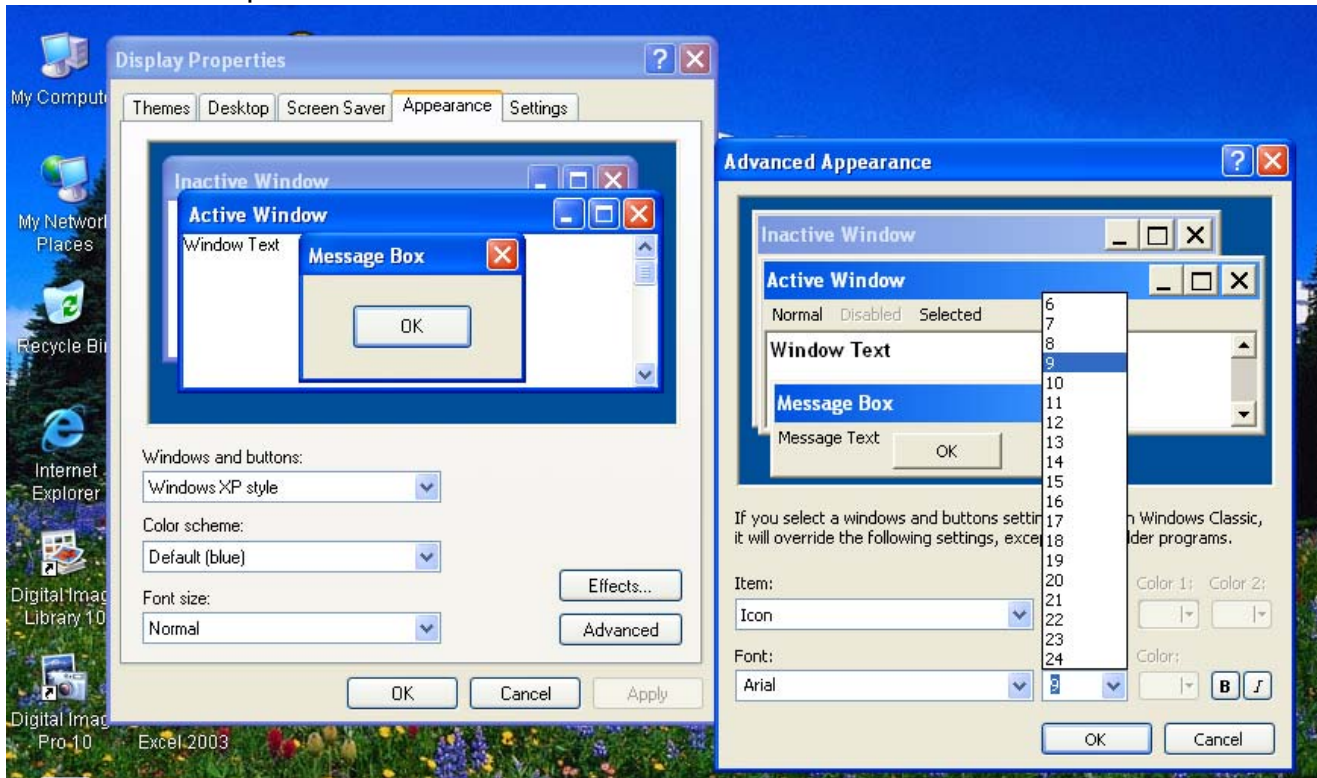 My Comput
My Networ
Places
Recycle Bi
Internet
Explorer
Digital Imag
Library 10
Digital Imag
Pro 10
Excel 2003
Display Properties
Themes Desktop Screen Saver Appearance Settings
Inactive Window
Active Window
Window Text
Message Box
OK
Windows and buttons:
Windows XP style
Color scheme:
Default (blue)
Font size:
Normal
Effects...
Advanced
OK Cancel Apply
Advanced Appearance
Inactive Window
Active Window
Normal Disabled Selected
Window Text
Message Box
Message Text
OK
6
7
8
9
10
11
12
13
14
15
16
17
18
19
20
21
22
23
24
If you select a windows and buttons settin n Windows Classic,
it will override the following settings, exce lder programs.
Item: Color 1: Color 2:
Icon
Font: Color:
Arial 9 B I
OK Cancel